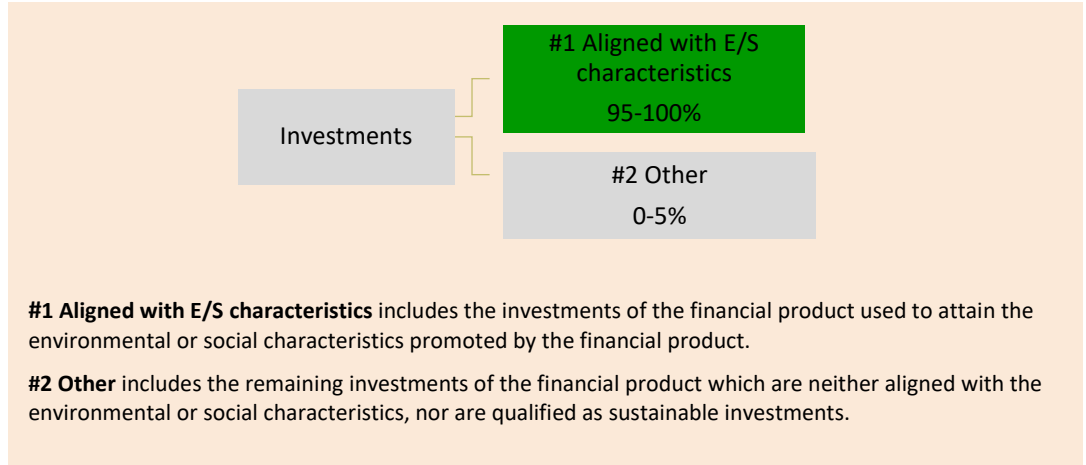 #1 Aligned with E/S
characteristics
95-100%
Investments
#2 Other
0-5%
#1 Aligned with E/S characteristics includes the investments of the financial product used to attain the
environmental or social characteristics promoted by the financial product.
#2 Other includes the remaining investments of the financial product which are neither aligned with the
environmental or social characteristics, nor are qualified as sustainable investments.